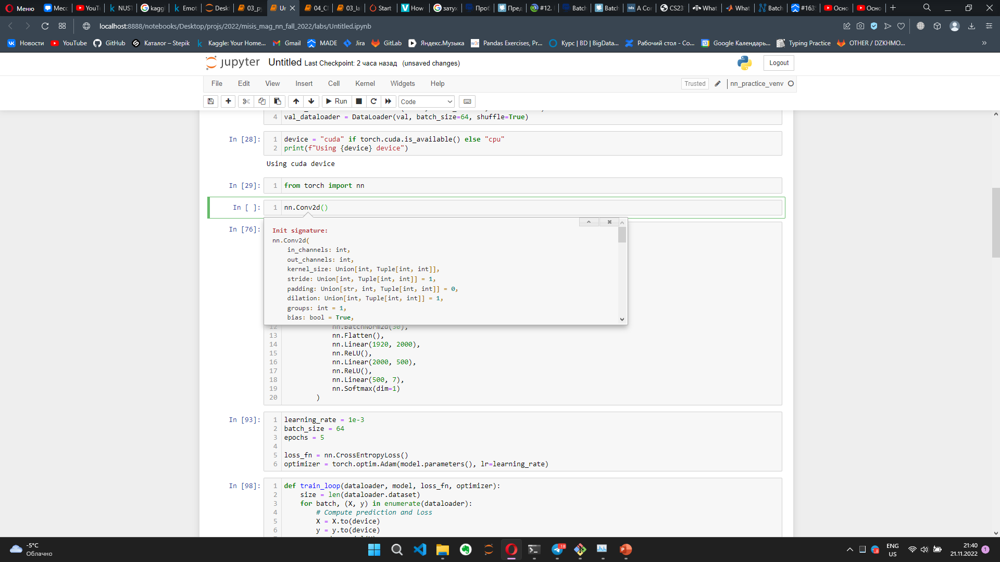 Меню
Месс
YouTu
NUST
kaggl
Emot
Deskt
03_py
Un
04_Cl
03_la
Start
How
затух
Проб
Пред
#12.
Batch
Batch
A Cor
CS23
What
What
Batch
#163
Осно
Осно
localhost:8888/notebooks/Desktop/projs/2022/misis_mag_nn_fall_2022/labs/Untitled.ipynb
Новости
YouTube
GitHub
Каталог – Stepik
Kaggle: Your Home...
Gmail
MADE
Jira
GitLab
Яндекс.Музыка
Pandas Exercises, Pr...
Курс | BD | BigData...
Рабочий стол - Co...
Google Календарь...
Typing Practice
OTHER / DZKHMO...
jupyter Untitled Last Checkpoint: 2 часа назад (unsaved changes)
Logout
File Edit View Insert Cell Kernel Widgets Help
Trusted nn_practice_venv
Run Code
4 val_dataloader = DataLoader(val, batch_size=64, shuffle=True)
In [28]:
1 device = "cuda" if torch.cuda.is_available() else "cpu"
2 print(f"Using {device} device")
Using cuda device
In [29]:
1 from torch import nn
In [ ]:
1 nn.Conv2d()
In [76]:
Init signature:
nn.Conv2d(
in_channels: int,
out_channels: int,
kernel_size: Union[int, Tuple[int, int]],
stride: Union[int, Tuple[int, int]] = 1,
padding: Union[str, int, Tuple[int, int]] = 0,
dilation: Union[int, Tuple[int, int]] = 1,
groups: int = 1,
bias: bool = True,
12 nn.BatchNorm2d(30),
13 nn.Flatten(),
14 nn.Linear(1920, 2000),
15 nn.ReLU(),
16 nn.Linear(2000, 500),
17 nn.ReLU(),
18 nn.Linear(500, 7),
19 nn.Softmax(dim=1)
20 )
In [93]:
1 learning_rate = 1e-3
2 batch_size = 64
3 epochs = 5
4
5 loss_fn = nn.CrossEntropyLoss()
6 optimizer = torch.optim.Adam(model.parameters(), lr=learning_rate)
In [98]:
1 def train_loop(dataloader, model, loss_fn, optimizer):
2 size = len(dataloader.dataset)
3 for batch, (X, y) in enumerate(dataloader):
4 # Compute prediction and loss
5 X = X.to(device)
6 y = y.to(device)
-5°C
Облачно
18
ENG
US
21:40
21.11.2022
1